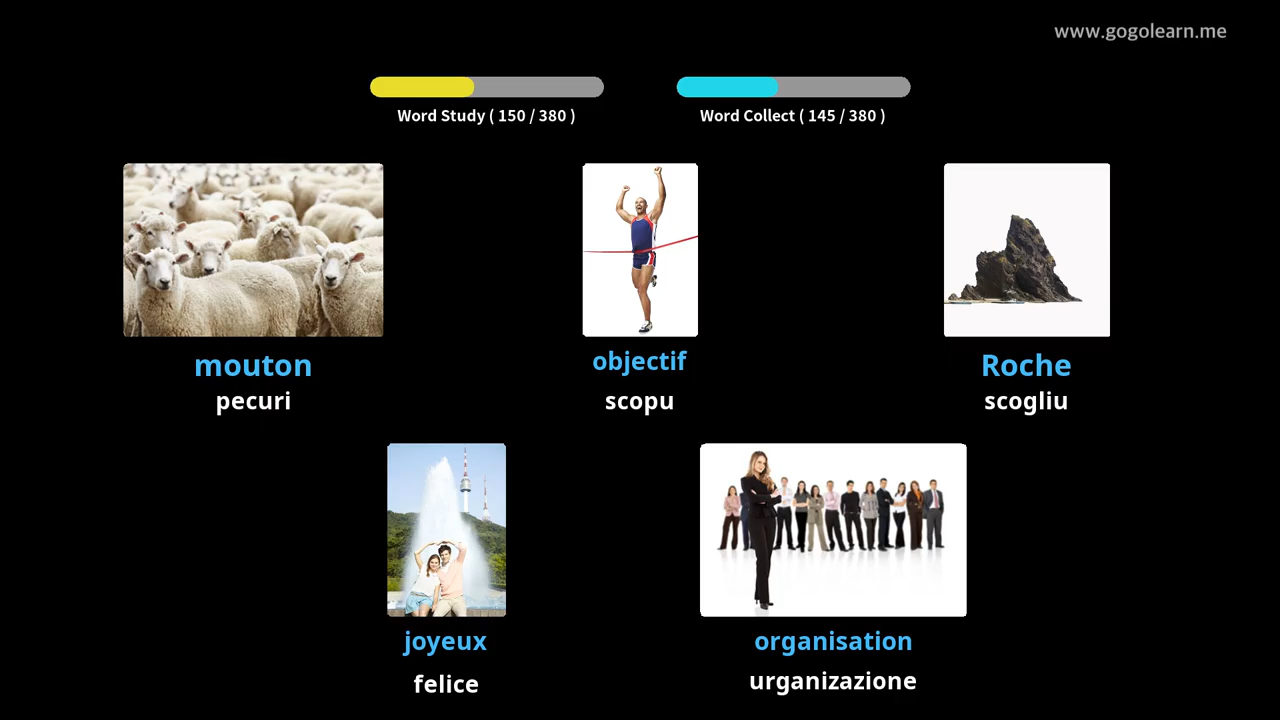 www.gogolearn.me
Word Study ( 150 / 380 )
Word Collect ( 145 / 380 )
mouton
pecuri
objectif
scopu
Roche
scogliu
joyeux
felice
organisation
urganizazione